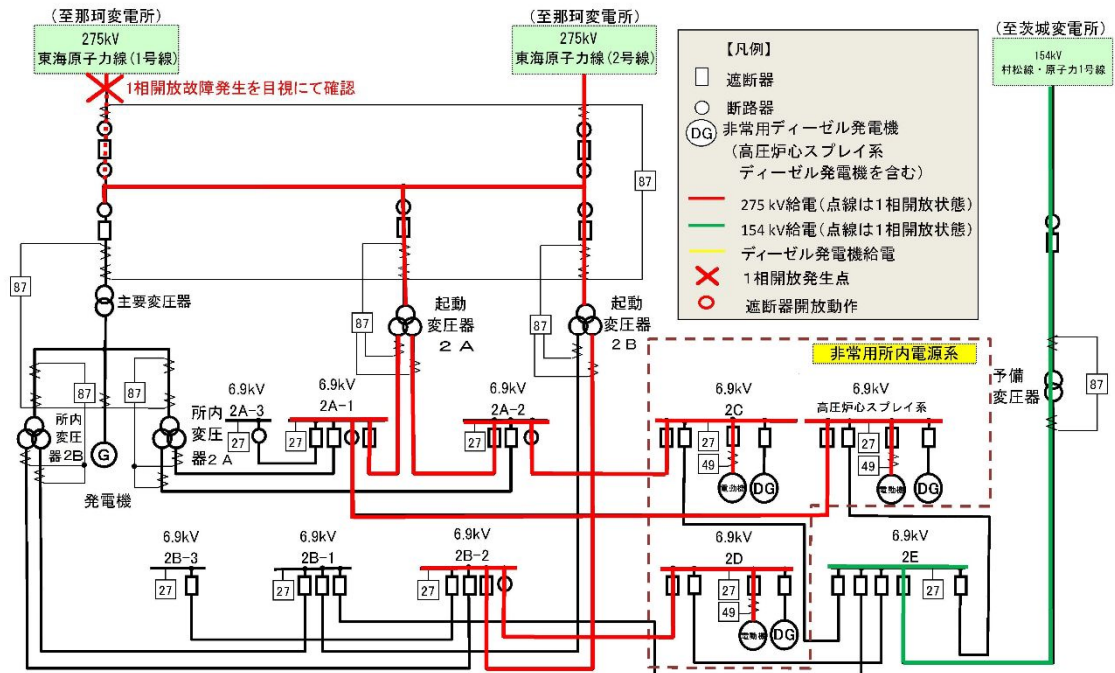 (至那珂変電所)
275kV
東海原子力線(1号線)
1相開放故障発生を目視にて確認
(至那珂変電所)
275kV
東海原子力線(2号線)
(至茨城変電所)
154kV
村松線・原子力1号線
【凡例】
遮断器
断路器
DG
非常用ディーゼル発電機
(高圧炉心スプレイ系
ディーゼル発電機を含む)
275 kV給電(点線は1相開放状態)
154 kV給電(点線は1相開放状態)
ディーゼル発電機給電
1相開放発生点
遮断器開放動作
87
87
主要変圧器
87
起動
変圧器
2A
87
起動
変圧器
2B
予備
変圧器
87
非常用所内電源系
87
87
所内
変圧
器2B
G
発電機
所内
変圧
器2A
6.9kV
2A-3
27
6.9kV
2A-1
27
6.9kV
2A-2
27
6.9kV
2C
27
49
電動機
DG
6.9kV
高圧炉心スプレイ系
27
49
電動機
DG
6.9kV
2B-3
27
6.9kV
2B-1
27
6.9kV
2B-2
27
6.9kV
2D
27
49
電動機
DG
6.9kV
2E
27